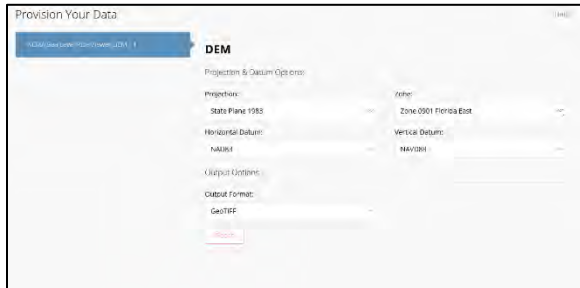 Provision Your Data
DEM
Projection & Datum Options:
Projection:
Zone:
State Plane 1983
Zone 0901 Florida East
Horizontal Datum:
Vertical Datum:
NAD83
NAVD88
Output Options
Output Format:
GeoTIFF